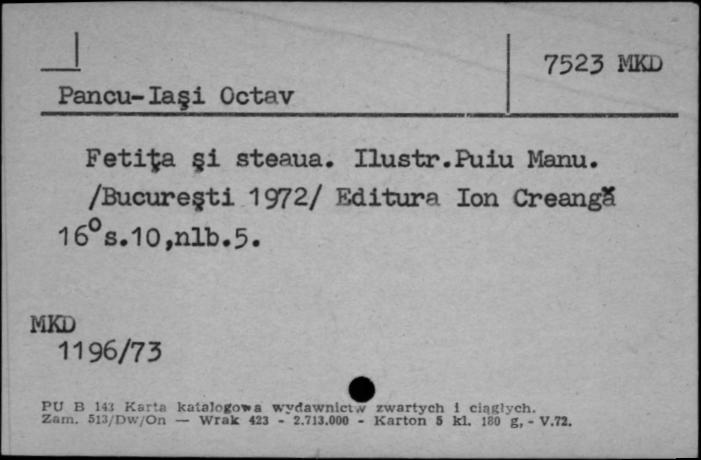 7523 MKD
Pancu-Iaşi Octav
Fetiţa şi steaua. Ilustr.Puiu Manu.
/Bucureşti 1972/ Editura Ion Creangă
16⁰s.10,nlb.5.
MKD
1196/73
PU B 143 Karta katalogowa wydawnictw zwartych i ciągłych.
Zam. 513/Dw/On — Wrak 423 - 2.713.000 - Karton 5 kl. 180 g, - V.72.